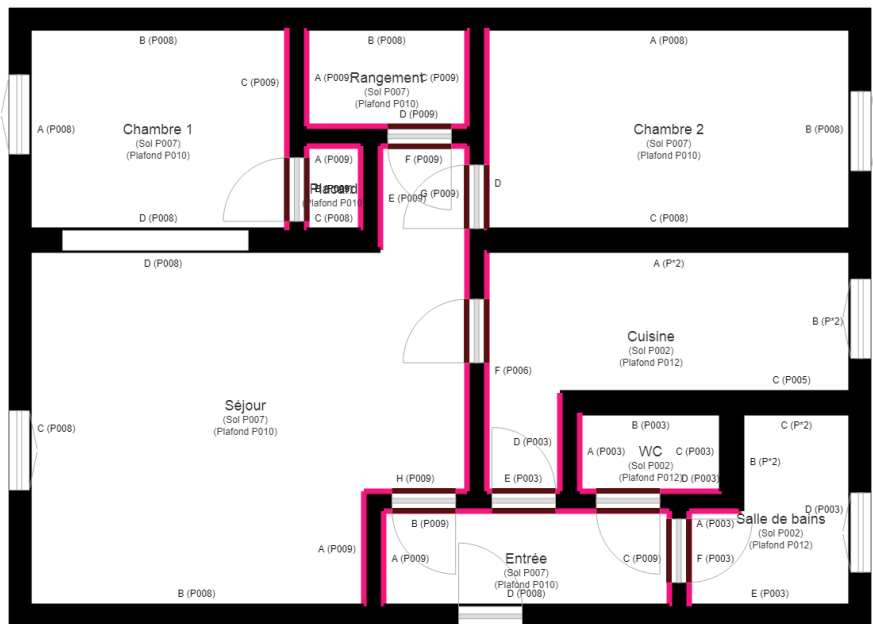 B (P008)
B (P008)
A (P008)
C (P009)
A (P009)
Rangement
C (P009)
(Sol P007)
(Plafond P010)
D (P009)
A (P008)
Chambre 1
(Sol P007)
(Plafond P010)
Chambre 2
(Sol P007)
(Plafond P010)
B (P008)
A (P009)
F (P009)
B (P009)
Placard
(Plafond P010)
E (P009)
G (P009)
D
D (P008)
C (P008)
C (P008)
D (P008)
A (P*2)
B (P*2)
Cuisine
(Sol P002)
(Plafond P012)
F (P006)
C (P005)
Séjour
(Sol P007)
(Plafond P010)
C (P008)
B (P003)
C (P*2)
D (P003)
A (P003)
WC
C (P003)
(Sol P002)
(Plafond P012)
B (P*2)
H (P009)
E (P003)
D (P003)
D (P003)
A (P009)
B (P009)
A (P003)
Salle de bains
(Sol P002)
(Plafond P012)
A (P009)
Entrée
(Sol P007)
(Plafond P010)
C (P009)
F (P003)
B (P008)
D (P008)
E (P003)